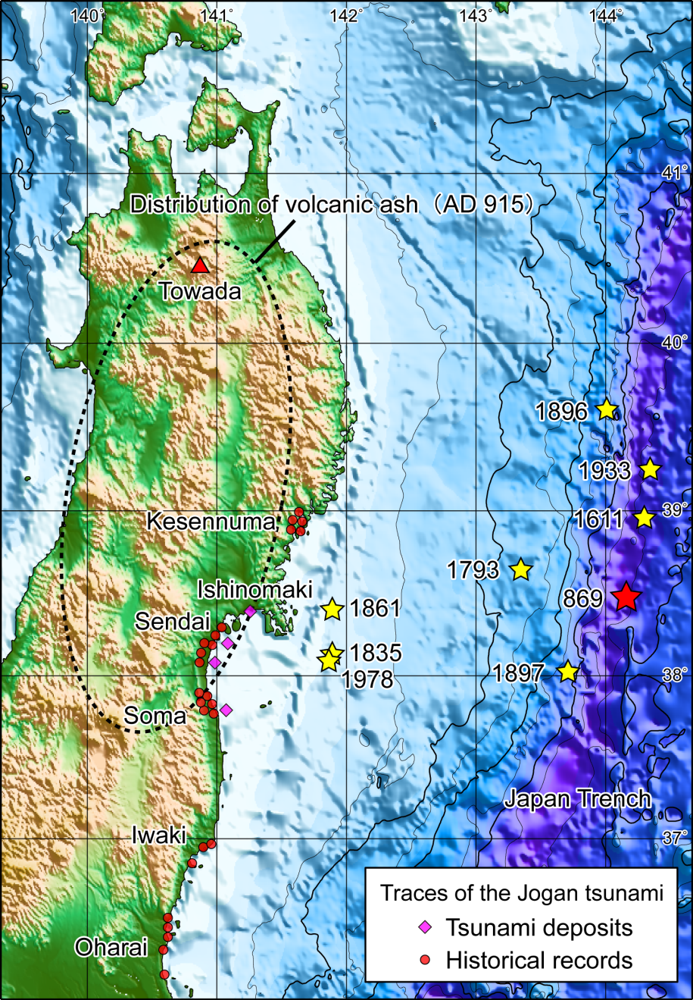 140°
141°
142°
143°
144°
41°
Distribution of volcanic ash（AD 915）
Towada
40°
1896
1933
39°
Kesennuma
1611
1793
Ishinomaki
869
1861
Sendai
1835
1897
38°
1978
Soma
Japan Trench
Iwaki
37°
Traces of the Jogan tsunami
Tsunami deposits
Oharai
Historical records